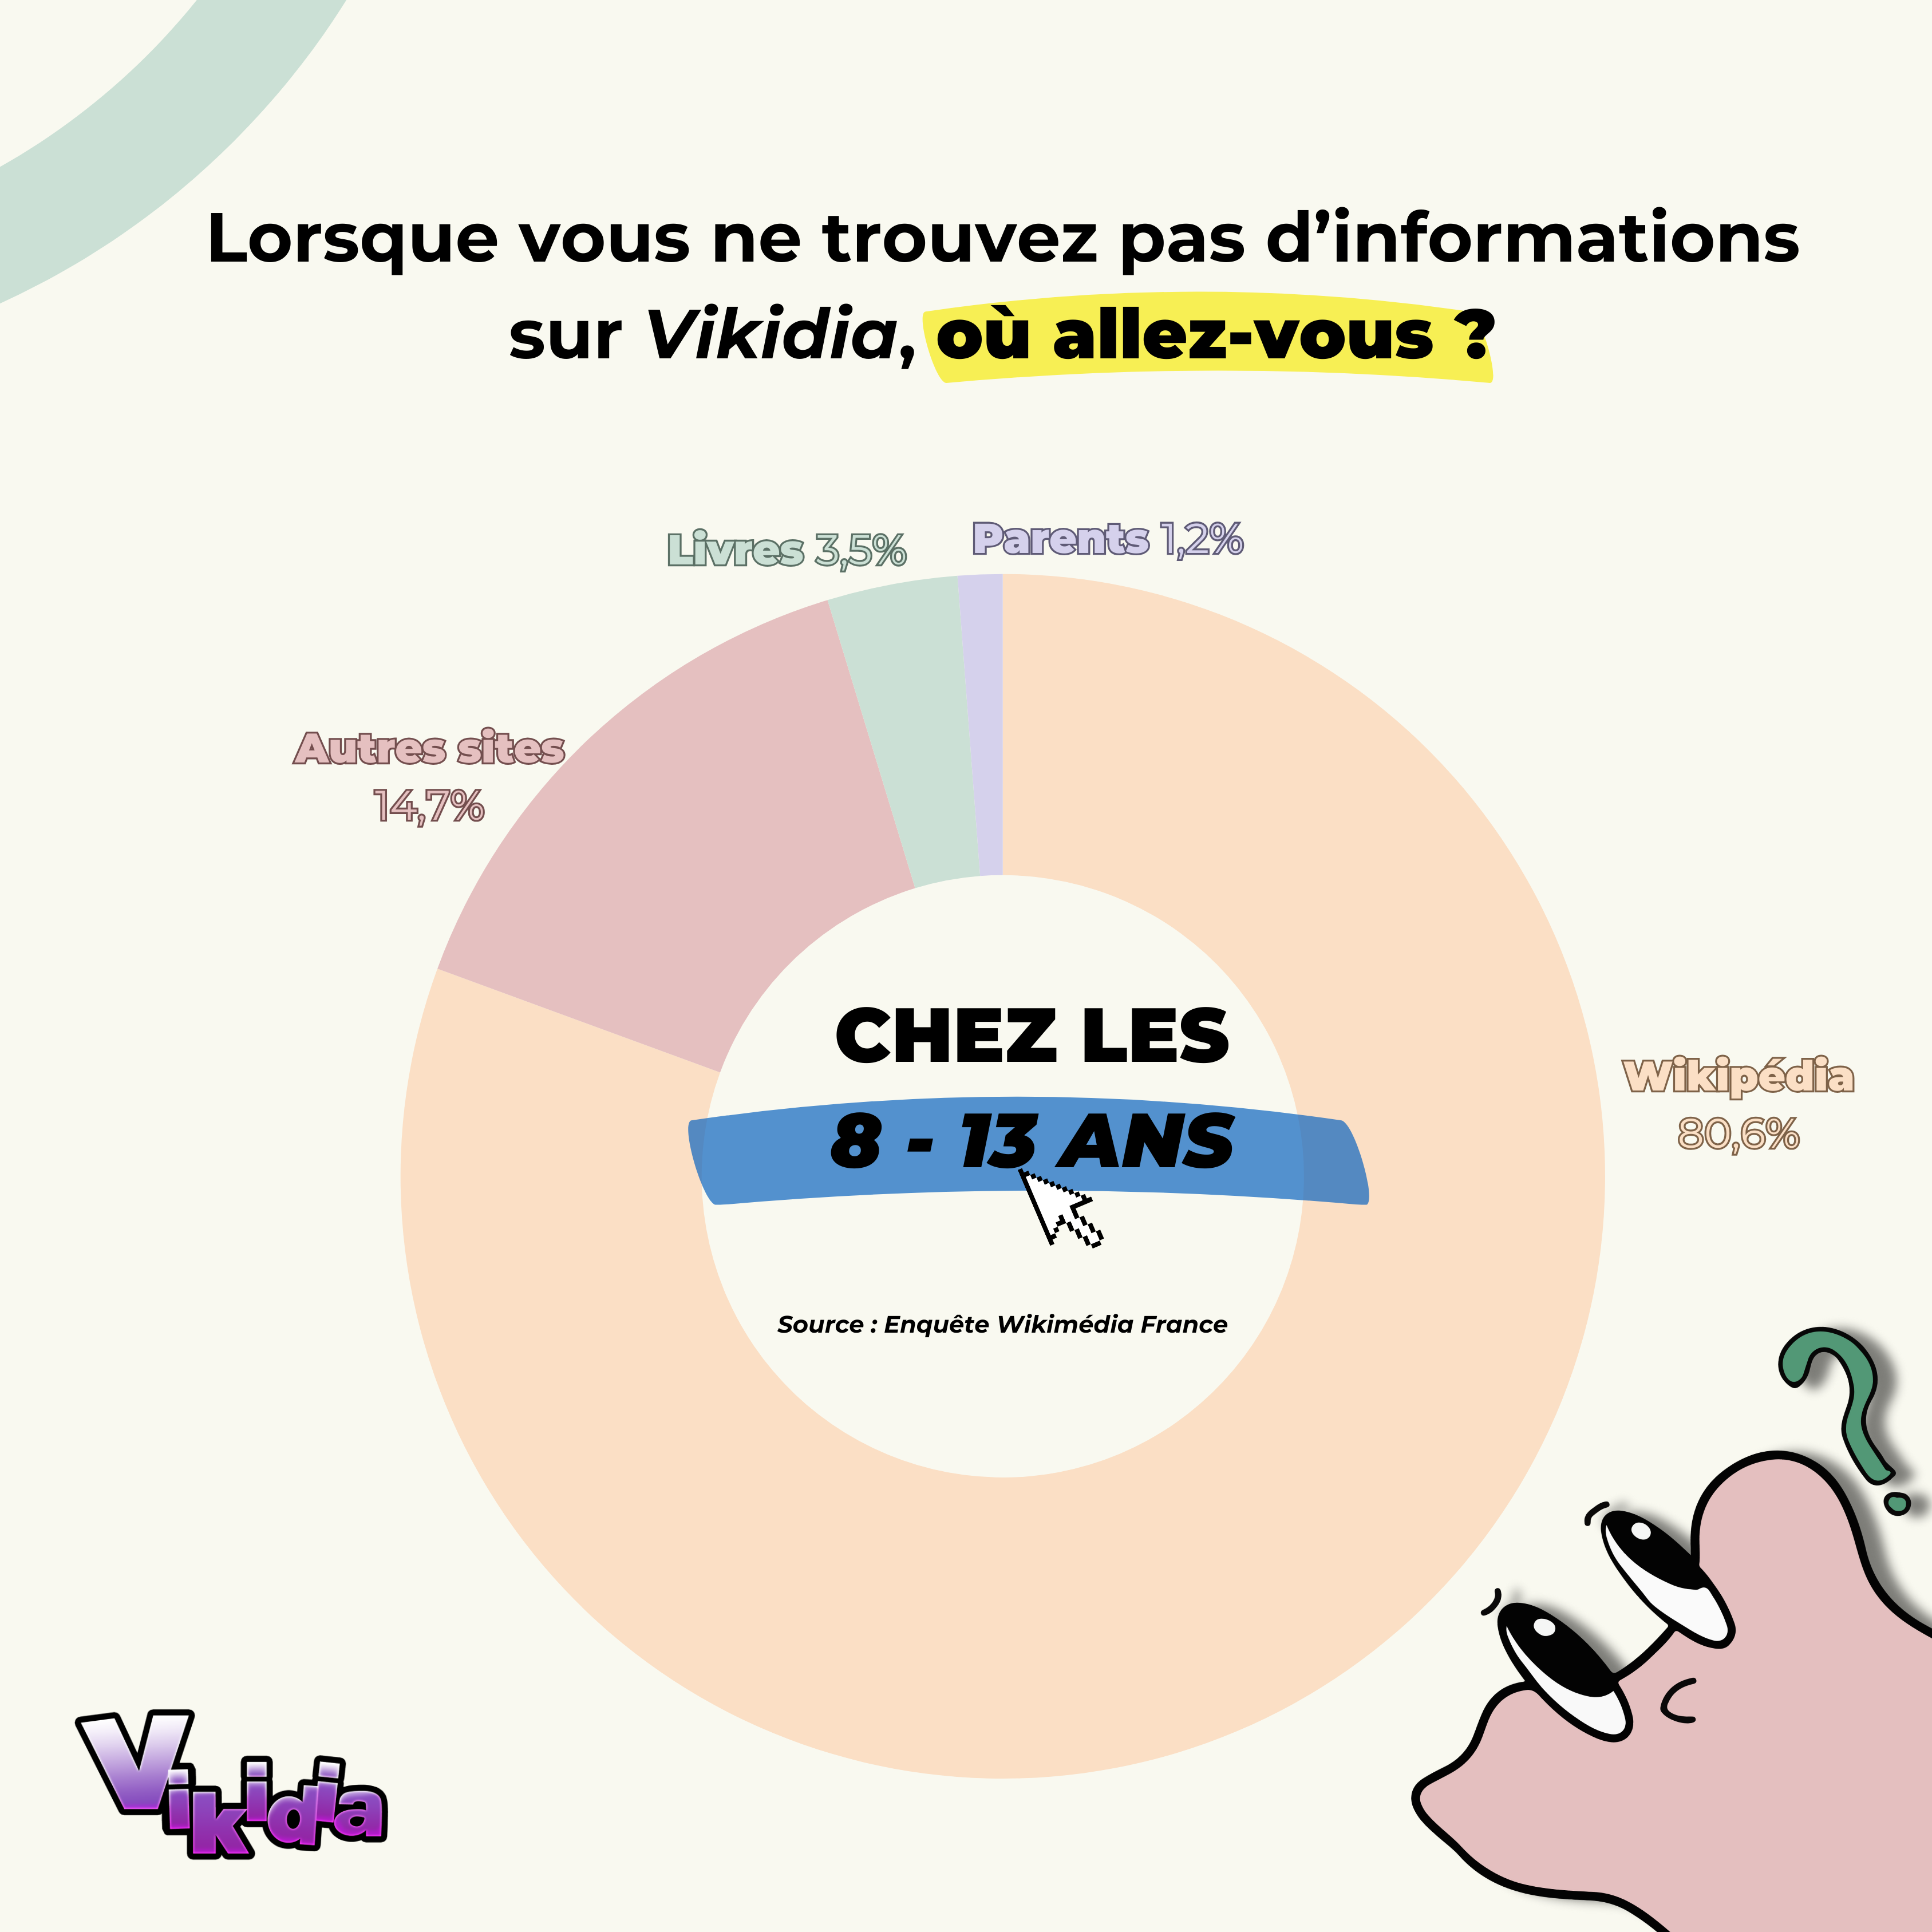 Lorsque vous ne trouvez pas d’informations
sur Vikidia, où allez-vous ?
Livres 3,5%
Parents 1,2%
Autres sites
14,7%
CHEZ LES
8 - 13 ANS
Wikipédia
80,6%
Source : Enquête Wikimédia France
?
Vikidia